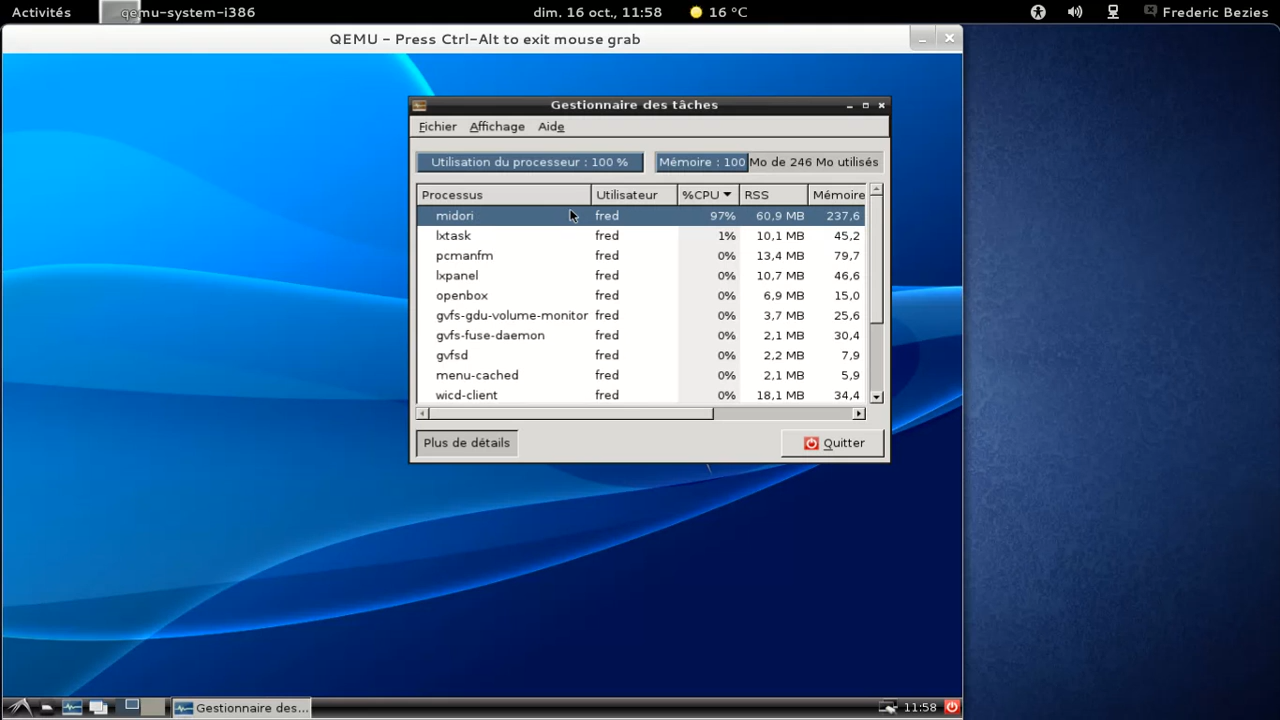 Activités qemu-system-i386 dim. 16 oct., 11:58 16 °C Frederic Bezies
QEMU - Press Ctrl-Alt to exit mouse grab
Gestionnaire des tâches
Fichier Affichage Aide
Utilisation du processeur : 100 % Mémoire : 100 Mo de 246 Mo utilisés
Processus Utilisateur %CPU RSS Mémoire
midori fred 97% 60,9 MB 237,6
lxtask fred 1% 10,1 MB 45,2
pcmanfm fred 0% 13,4 MB 79,7
lxpanel fred 0% 10,7 MB 46,6
openbox fred 0% 6,9 MB 15,0
gvfs-gdu-volume-monitor fred 0% 3,7 MB 25,6
gvfs-fuse-daemon fred 0% 2,1 MB 30,4
gvfsd fred 0% 2,2 MB 7,9
menu-cached fred 0% 2,1 MB 5,9
wicd-client fred 0% 18,1 MB 34,4
Plus de détails Quitter
Gestionnaire des... 11:58